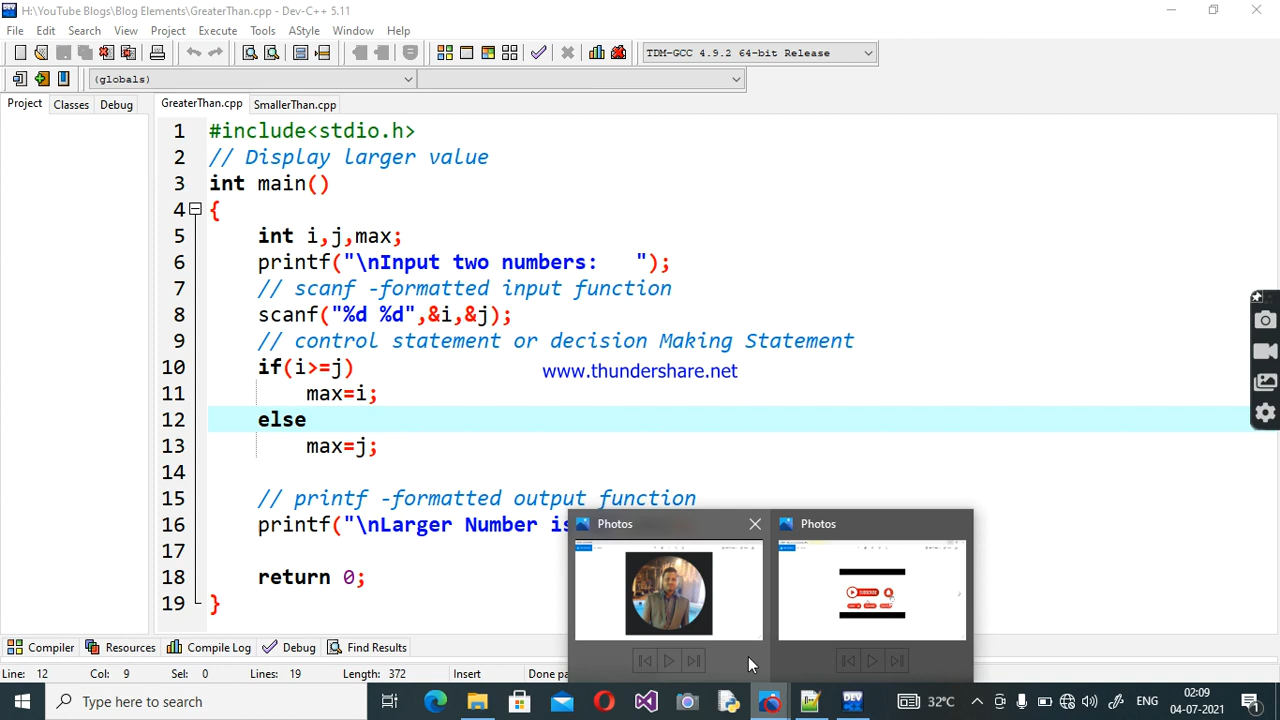 H:\YouTube Blogs\Blog Elements\GreaterThan.cpp - Dev-C++ 5.11
File Edit Search View Project Execute Tools AStyle Window Help
TDM-GCC 4.9.2 64-bit Release
(globals)
Project Classes Debug GreaterThan.cpp SmallerThan.cpp
1 #include<stdio.h>
2 // Display larger value
3 int main()
4 {
5 int i,j,max;
6 printf("\nInput two numbers:   ");
7 // scanf -formatted input function
8 scanf("%d %d",&i,&j);
9 // control statement or decision Making Statement
10 if(i>=j)
www.thundershare.net
11 max=i;
12 else
13 max=j;
14
15 // printf -formatted output function
16 printf("\nLarger Number is
17
18 return 0;
19 }
Photos
Photos
SUBSCRIBE
Compiler Resources Compile Log Debug Find Results
Line: 12 Col: 9 Sel: 0 Lines: 19 Length: 372 Insert Done pa
Type here to search
DEV
32°C
ENG
02:09
04-07-2021
1